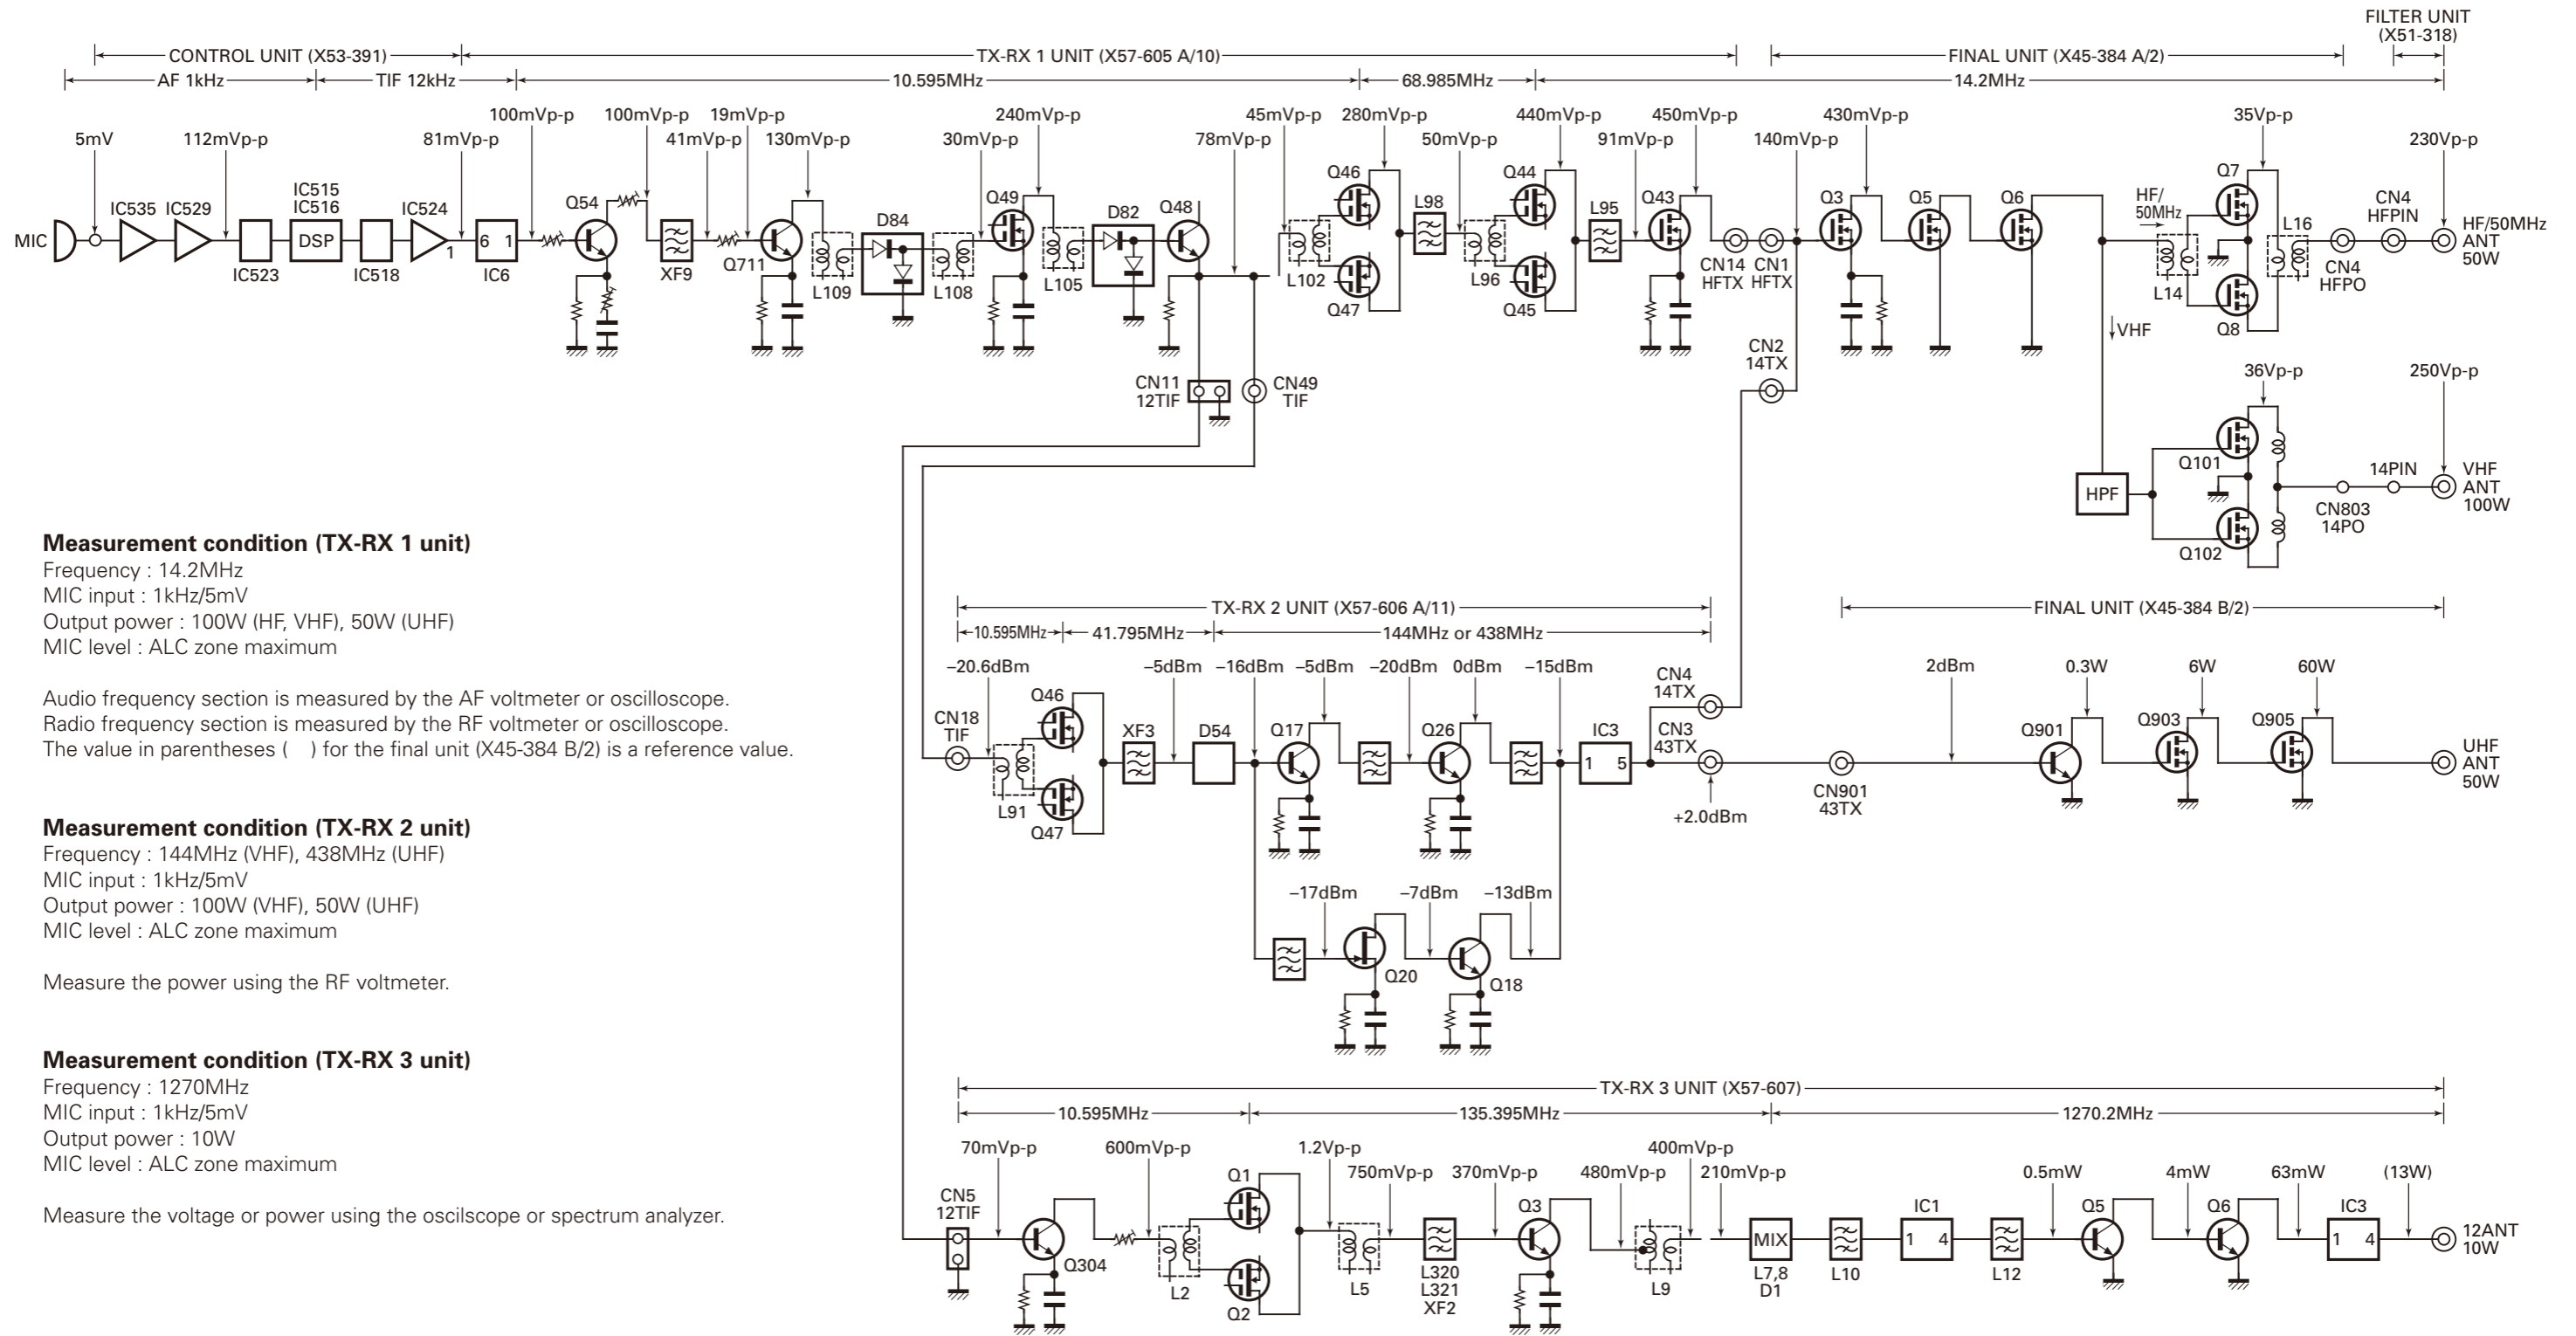 FILTER UNIT
(X51-318)
CONTROL UNIT (X53-391)
TX-RX 1 UNIT (X57-605 A/10)
FINAL UNIT (X45-384 A/2)
AF 1kHz
TIF 12kHz
10.595MHz
68.985MHz
14.2MHz
100mVp-p
100mVp-p
19mVp-p
240mVp-p
45mVp-p
280mVp-p
440mVp-p
450mVp-p
430mVp-p
35Vp-p
5mV
112mVp-p
81mVp-p
41mVp-p
130mVp-p
30mVp-p
78mVp-p
50mVp-p
91mVp-p
140mVp-p
230Vp-p
MIC
IC535
IC529
IC523
IC515
IC516
DSP
IC518
IC524
1
6 1
IC6
Q54
XF9
Q711
L109
D84
L108
Q49
L105
D82
Q48
L102
Q46
Q47
L98
L96
Q44
Q45
L95
Q43
CN14
HFTX
CN1
HFTX
Q3
Q5
Q6
HF/
50MHz
L14
Q7
Q8
L16
CN4
HFPO
CN4
HFPIN
HF/50MHz
ANT
50W
VHF
CN2
14TX
CN11
12TIF
CN49
TIF
36Vp-p
250Vp-p
HPF
Q101
Q102
14PIN
CN803
14PO
VHF
ANT
100W
Measurement condition (TX-RX 1 unit)
Frequency : 14.2MHz
MIC input : 1kHz/5mV
Output power : 100W (HF, VHF), 50W (UHF)
MIC level : ALC zone maximum
Audio frequency section is measured by the AF voltmeter or oscilloscope.
Radio frequency section is measured by the RF voltmeter or oscilloscope.
The value in parentheses ( ) for the final unit (X45-384 B/2) is a reference value.
TX-RX 2 UNIT (X57-606 A/11)
FINAL UNIT (X45-384 B/2)
10.595MHz
41.795MHz
144MHz or 438MHz
–20.6dBm
–5dBm
–16dBm
–5dBm
–20dBm
0dBm
–15dBm
2dBm
0.3W
6W
60W
CN18
TIF
L91
Q46
Q47
XF3
D54
Q17
Q26
IC3
1 5
CN4
14TX
CN3
43TX
+2.0dBm
CN901
43TX
Q901
Q903
Q905
UHF
ANT
50W
–17dBm
–7dBm
–13dBm
Q20
Q18
Measurement condition (TX-RX 2 unit)
Frequency : 144MHz (VHF), 438MHz (UHF)
MIC input : 1kHz/5mV
Output power : 100W (VHF), 50W (UHF)
MIC level : ALC zone maximum
Measure the power using the RF voltmeter.
Measurement condition (TX-RX 3 unit)
Frequency : 1270MHz
MIC input : 1kHz/5mV
Output power : 10W
MIC level : ALC zone maximum
Measure the voltage or power using the oscilscope or spectrum analyzer.
TX-RX 3 UNIT (X57-607)
10.595MHz
135.395MHz
1270.2MHz
70mVp-p
600mVp-p
1.2Vp-p
750mVp-p
370mVp-p
480mVp-p
400mVp-p
210mVp-p
0.5mW
4mW
63mW
(13W)
CN5
12TIF
Q304
L2
Q1
Q2
L5
L320
L321
XF2
Q3
L9
MIX
L7,8
D1
L10
IC1
1 4
L12
Q5
Q6
IC3
1 4
12ANT
10W